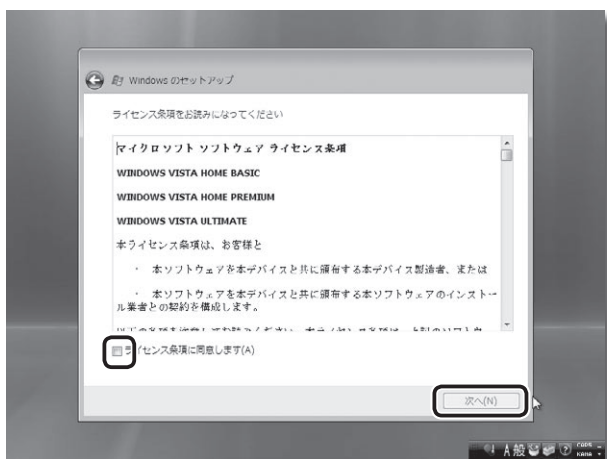 Windows のセットアップ
ライセンス条項をお読みになってください
マイクロソフト ソフトウェア ライセンス条項
WINDOWS VISTA HOME BASIC
WINDOWS VISTA HOME PREMIUM
WINDOWS VISTA ULTIMATE
本ライセンス条項は、お客様と
・ 本ソフトウェアを本デバイスと共に頒布する本デバイス製造者、または
・ 本ソフトウェアを本デバイスと共に頒布する本ソフトウェアのインストー
ル業者との契約を構成します。
ライセンス条項に同意します(A)
次へ(N)
A 般
CAPS
KANA